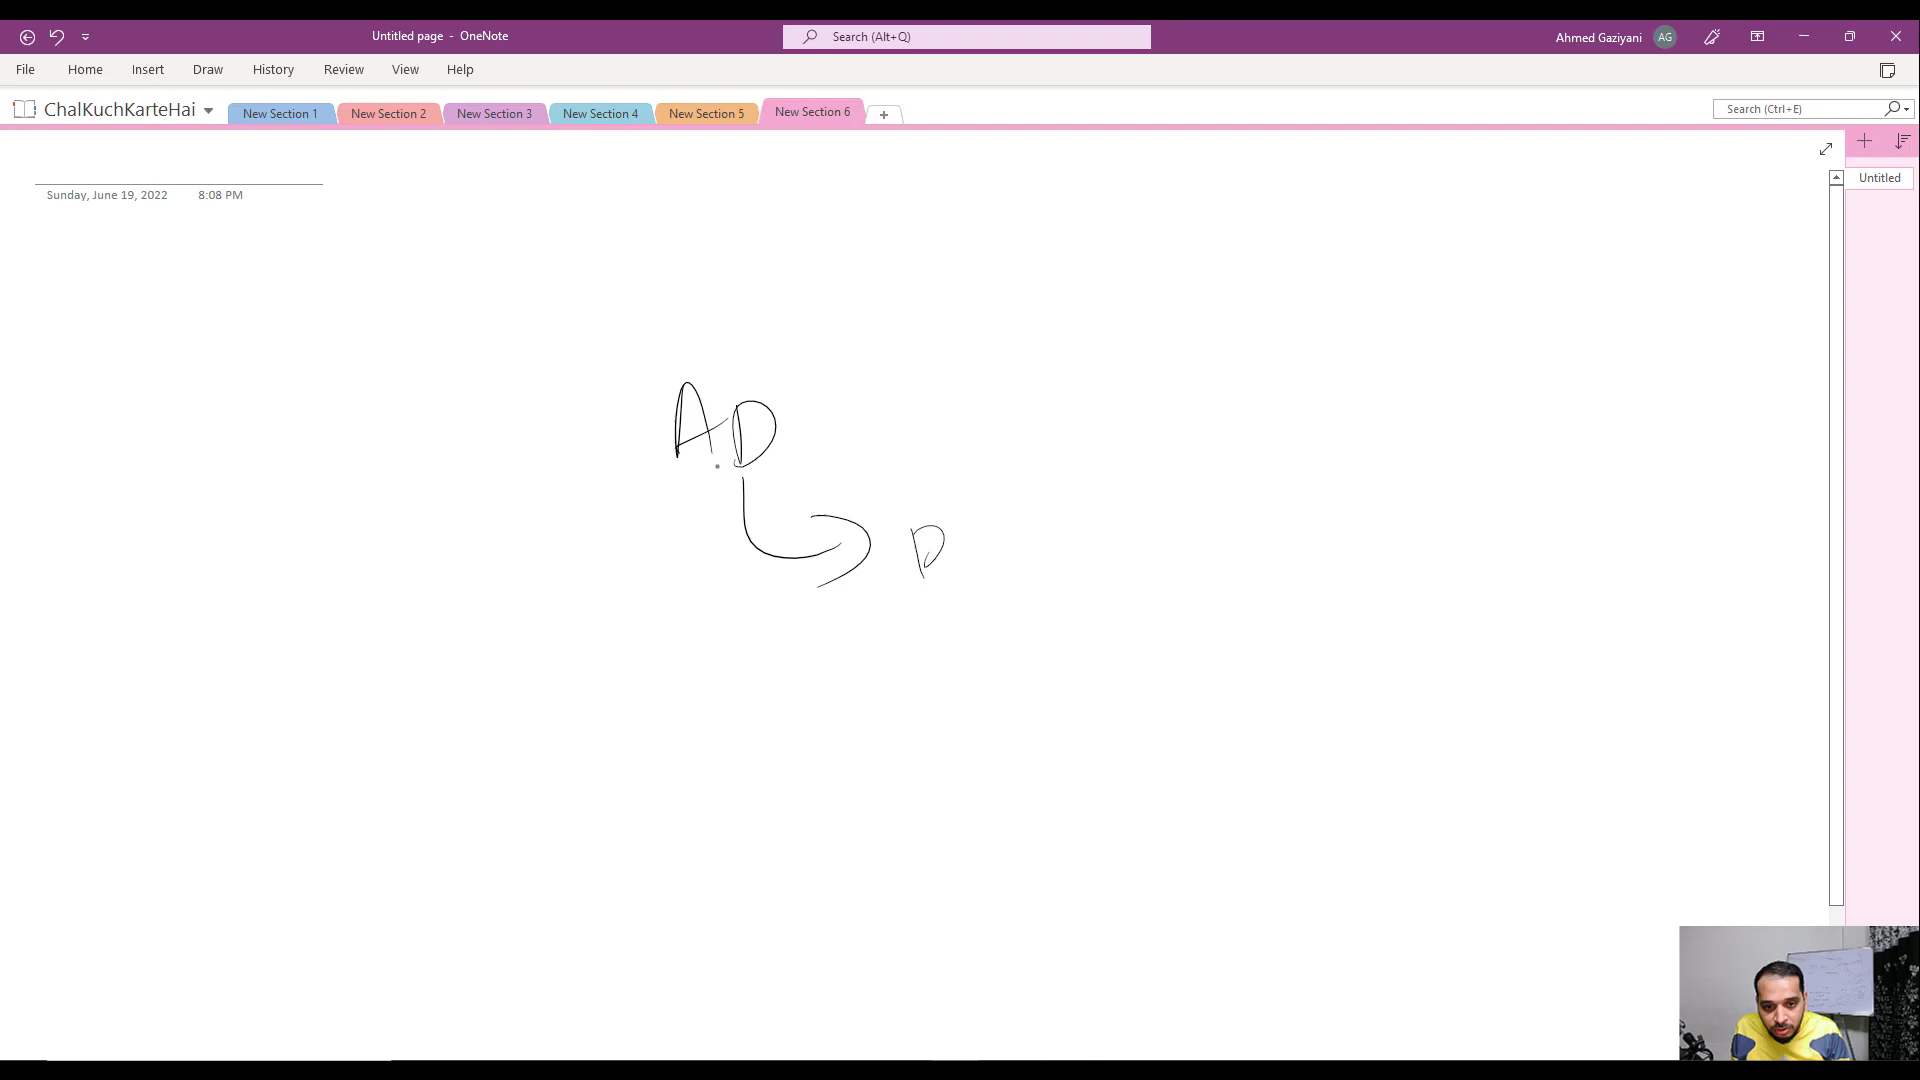 Untitled page - OneNote
Search (Alt+Q)
Ahmed Gaziyani
AG
File Home Insert Draw History Review View Help
ChalKuchKarteHai
New Section 1
New Section 2
New Section 3
New Section 4
New Section 5
New Section 6
Search (Ctrl+E)
Untitled
Sunday, June 19, 2022 8:08 PM
AD
D